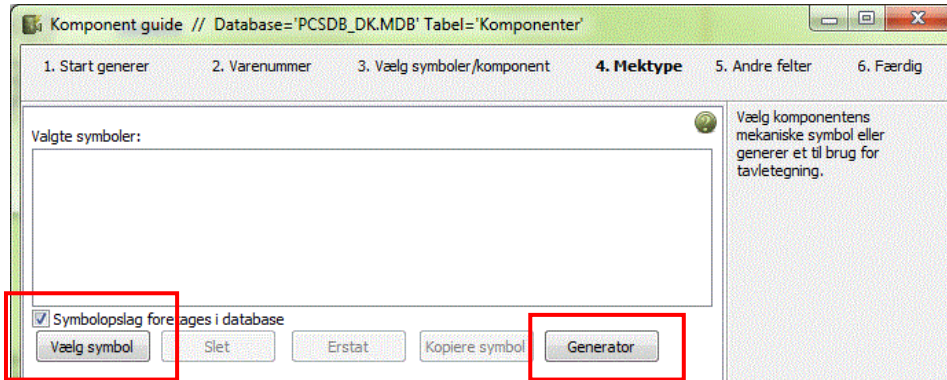 Komponent guide // Database='PCSDB_DK.MDB' Tabel='Komponenter'
1. Start generer 2. Varenummer 3. Vælg symboler/komponent 4. Mektype 5. Andre felter 6. Færdig
Valgte symboler:
Vælg komponentens
mekaniske symbol eller
generer et til brug for
tavletegning.
Symbolopslag foretages i database
Vælg symbol Slet Erstat Kopiere symbol Generator